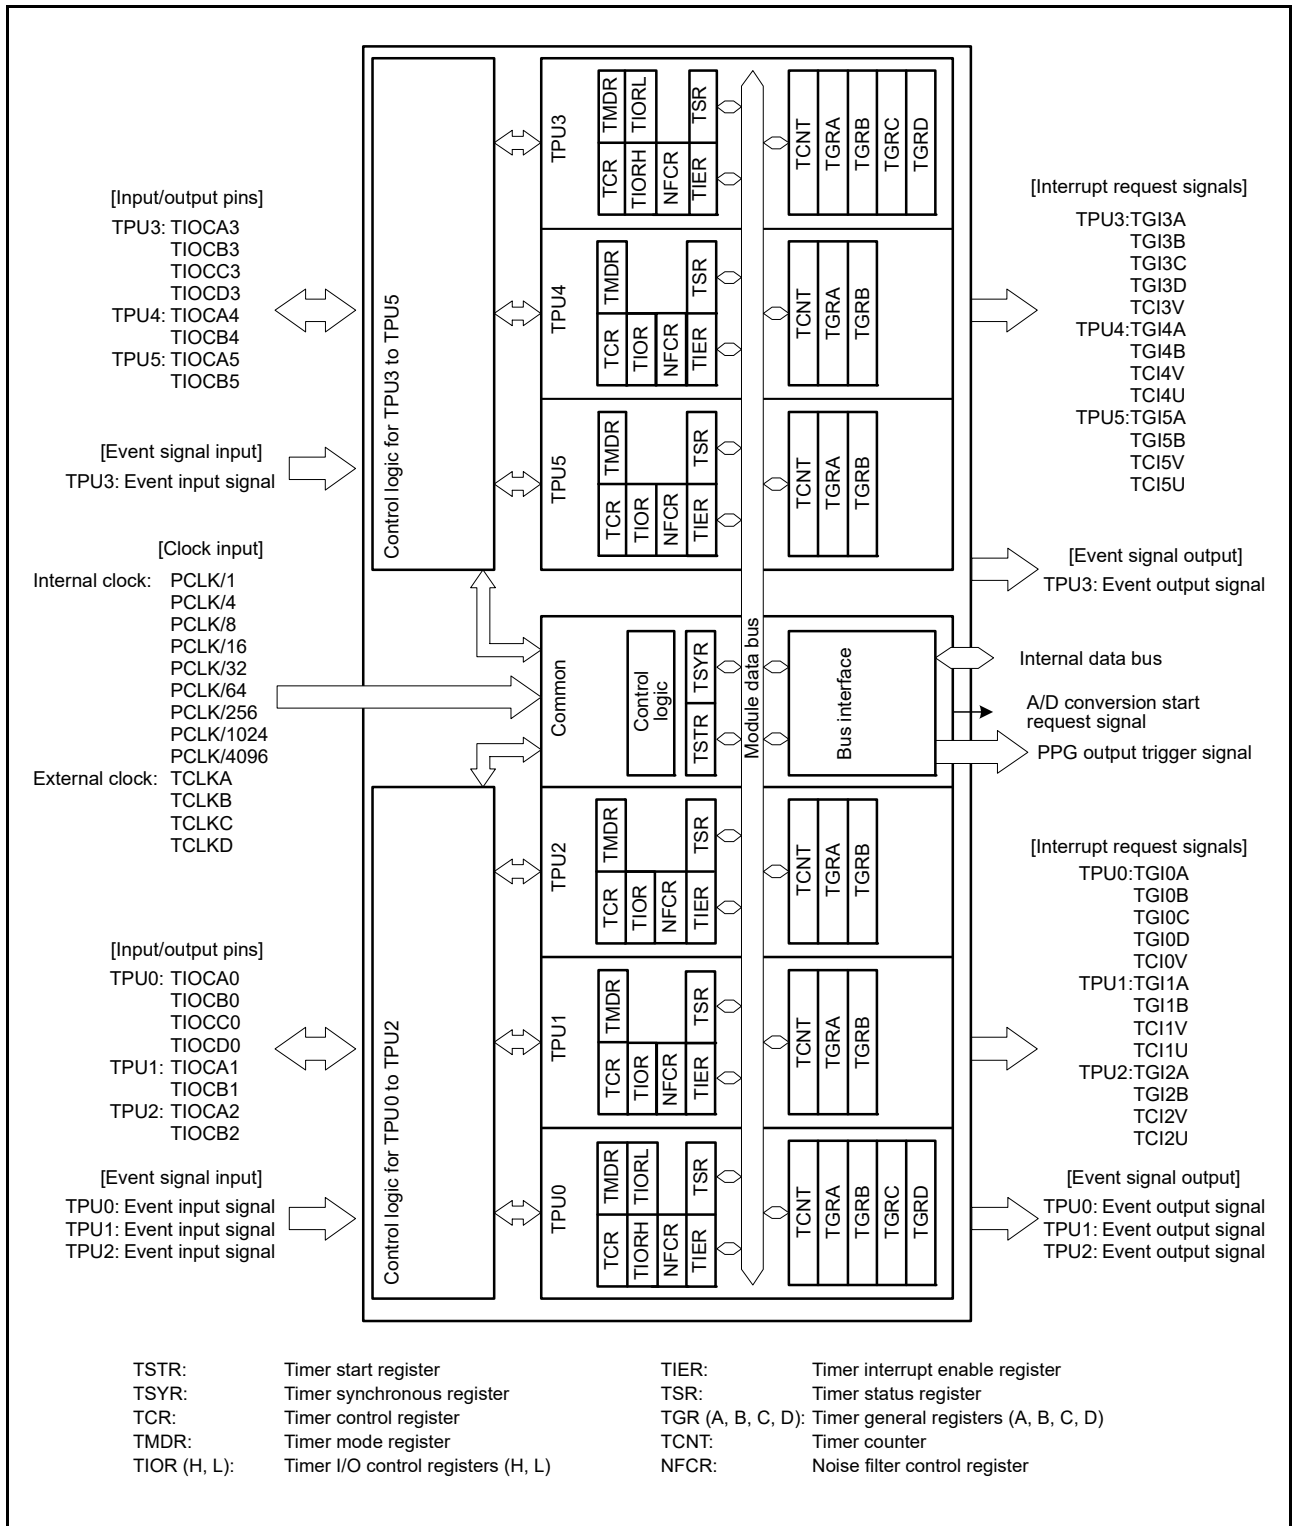 [Input/output pins]
TPU3: TIOCA3
TIOCB3
TIOCC3
TIOCD3
TPU4: TIOCA4
TIOCB4
TPU5: TIOCA5
TIOCB5
[Event signal input]
TPU3: Event input signal
[Clock input]
Internal clock: PCLK/1
PCLK/4
PCLK/8
PCLK/16
PCLK/32
PCLK/64
PCLK/256
PCLK/1024
PCLK/4096
External clock: TCLKA
TCLKB
TCLKC
TCLKD
[Input/output pins]
TPU0: TIOCA0
TIOCB0
TIOCC0
TIOCD0
TPU1: TIOCA1
TIOCB1
TPU2: TIOCA2
TIOCB2
[Event signal input]
TPU0: Event input signal
TPU1: Event input signal
TPU2: Event input signal
Control logic for TPU3 to TPU5
Control logic for TPU0 to TPU2
TPU3
TMDR
TIORL
TSR
TCR
TIORH
NFCR
TIER
TCNT
TGRA
TGRB
TGRC
TGRD
TPU4
TMDR
TSR
TCR
TIOR
NFCR
TIER
TCNT
TGRA
TGRB
TPU5
TMDR
TSR
TCR
TIOR
NFCR
TIER
TCNT
TGRA
TGRB
Common
Control
logic
TSYR
TSTR
Module data bus
Bus interface
TPU2
TMDR
TSR
TCR
TIOR
NFCR
TIER
TCNT
TGRA
TGRB
TPU1
TMDR
TSR
TCR
TIOR
NFCR
TIER
TCNT
TGRA
TGRB
TPU0
TMDR
TIORL
TSR
TCR
TIORH
NFCR
TIER
TCNT
TGRA
TGRB
TGRC
TGRD
[Interrupt request signals]
TPU3:TGI3A
TGI3B
TGI3C
TGI3D
TCI3V
TPU4:TGI4A
TGI4B
TCI4V
TCI4U
TPU5:TGI5A
TGI5B
TCI5V
TCI5U
[Event signal output]
TPU3: Event output signal
Internal data bus
A/D conversion start
request signal
PPG output trigger signal
[Interrupt request signals]
TPU0:TGI0A
TGI0B
TGI0C
TGI0D
TCI0V
TPU1:TGI1A
TGI1B
TCI1V
TCI1U
TPU2:TGI2A
TGI2B
TCI2V
TCI2U
[Event signal output]
TPU0: Event output signal
TPU1: Event output signal
TPU2: Event output signal
TSTR: Timer start register
TSYR: Timer synchronous register
TCR: Timer control register
TMDR: Timer mode register
TIOR (H, L): Timer I/O control registers (H, L)
TIER: Timer interrupt enable register
TSR: Timer status register
TGR (A, B, C, D): Timer general registers (A, B, C, D)
TCNT: Timer counter
NFCR: Noise filter control register